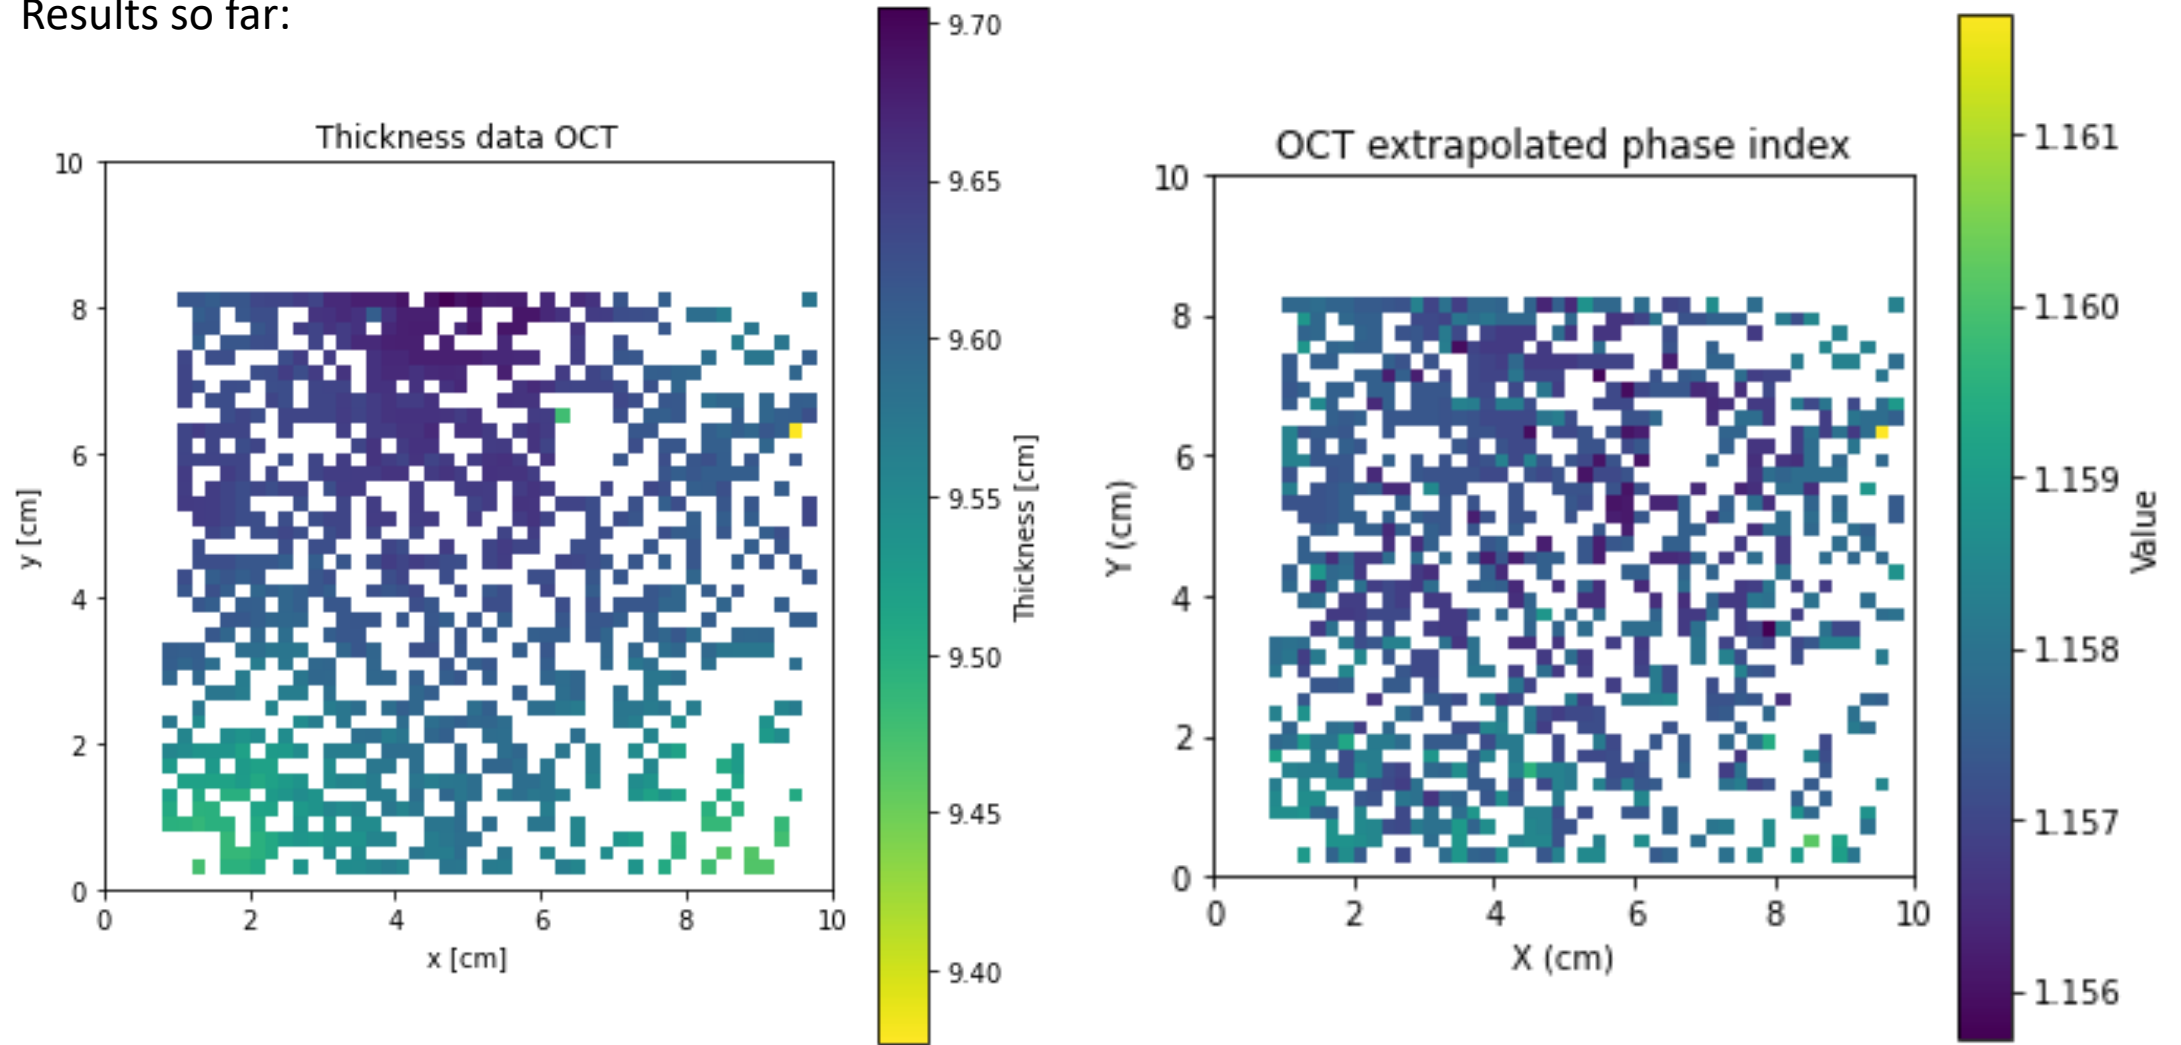 Results so far:
Thickness data OCT
10
8
6
4
2
0
0 2 4 6 8 10
x [cm]
y [cm]
9.70
9.65
9.60
9.55
9.50
9.45
9.40
Thickness [cm]
OCT extrapolated phase index
10
8
6
4
2
0
0 2 4 6 8 10
X (cm)
Y (cm)
1.161
1.160
1.159
1.158
1.157
1.156
Value